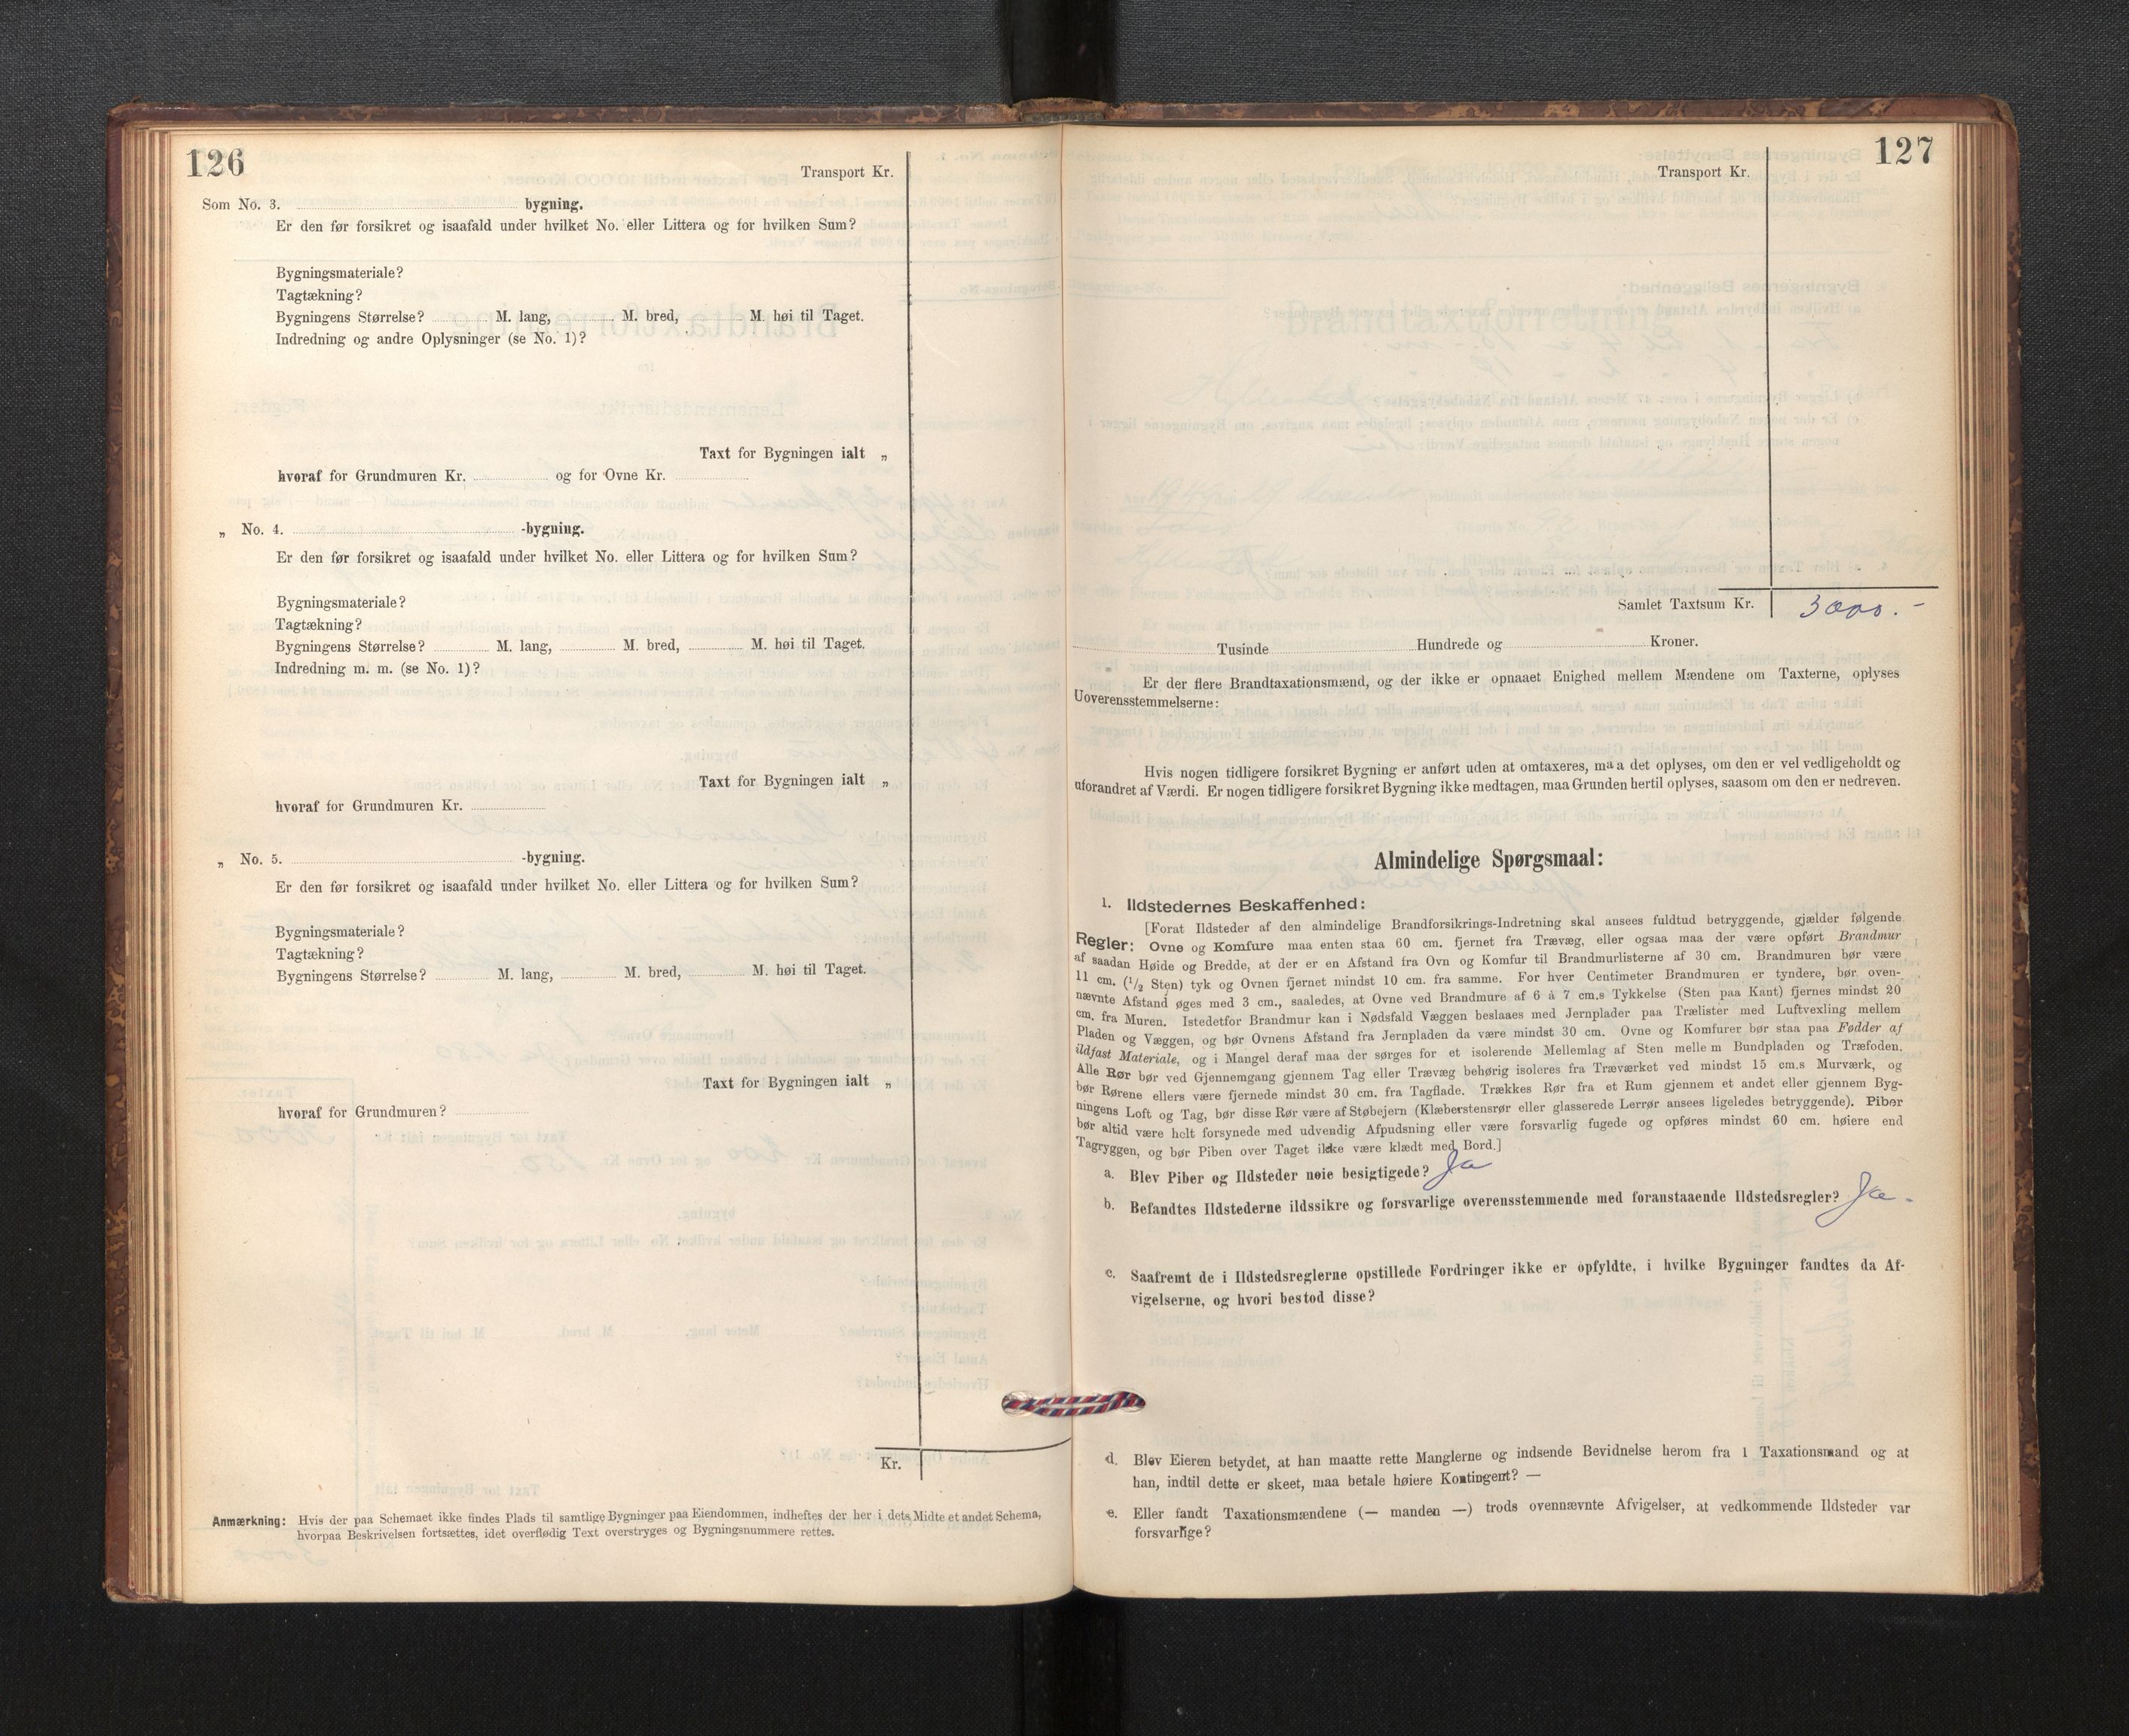 126
Transport Kr.
Som No. 3. bygning.
Er den før forsikret og isaafald under hvilket No. eller Littera og for hvilken Sum?
Bygningsmateriale?
Tagtækning?
Bygningens Størrelse? M. lang, M. bred, M. høi til Taget.
Indredning og andre Oplysninger (se No. 1)?
Taxt for Bygningen ialt „
hvoraf for Grundmuren Kr. og for Ovne Kr.
„ No. 4. -bygning.
Er den før forsikret og isaafald under hvilket No. eller Littera og for hvilken Sum?
Bygningsmateriale?
Tagtækning?
Bygningens Størrelse? M. lang, M. bred, M. høi til Taget.
Indredning m. m. (se No. 1)?
Taxt for Bygningen ialt „
hvoraf for Grundmuren Kr.
„ No. 5. -bygning.
Er den før forsikret og isaafald under hvilket No. eller Littera og for hvilken Sum?
Bygningsmateriale?
Tagtækning?
Bygningens Størrelse? M. lang, M. bred, M. høi til Taget.
Taxt for Bygningen ialt „
hvoraf for Grundmuren?
Kr.
Anmærkning: Hvis der paa Schemaet ikke findes Plads til samtlige Bygninger paa Eiendommen, indheftes der her i dets Midte et andet Schema,
hvorpaa Beskrivelsen fortsættes, idet overflødig Text overstryges og Bygningsnummere rettes.
127
Transport Kr.
Samlet Taxtsum Kr. 3000.-
Tusinde Hundrede og Kroner.
Er der flere Brandtaxationsmænd, og der ikke er opnaaet Enighed mellem Mændene om Taxterne, oplyses
Uoverensstemmelserne:
Hvis nogen tidligere forsikret Bygning er anført uden at omtaxeres, maa det oplyses, om den er vel vedligeholdt og
uforandret af Værdi. Er nogen tidligere forsikret Bygning ikke medtagen, maa Grunden hertil oplyses, saasom om den er nedreven.
Almindelige Spørgsmaal:
1. Ildstedernes Beskaffenhed:
[Forat Ildsteder af den almindelige Brandforsikrings-Indretning skal ansees fuldtud betryggende, gjælder følgende
Regler: Ovne og Komfure maa enten staa 60 cm. fjernet fra Trævæg, eller ogsaa maa der være opført Brandmur
af saadan Høide og Bredde, at der er en Afstand fra Ovn og Komfur til Brandmurlisterne af 30 cm. Brandmuren bør være
11 cm. (1/2 Sten) tyk og Ovnen fjernet mindst 10 cm. fra samme. For hver Centimeter Brandmuren er tyndere, bør oven-
nævnte Afstand øges med 3 cm., saaledes, at Ovne ved Brandmure af 6 à 7 cm.s Tykkelse (Sten paa Kant) fjernes mindst 20
cm. fra Muren. Istedetfor Brandmur kan i Nødsfald Væggen beslaaes med Jernplader paa Trælister med Luftvexling mellem
Pladen og Væggen, og bør Ovnens Afstand fra Jernpladen da være mindst 30 cm. Ovne og Komfurer bør staa paa Fødder af
ildfast Materiale, og i Mangel deraf maa der sørges for et isolerende Mellemlag af Sten mellem Bundpladen og Træfoden.
Alle Rør bør ved Gjennemgang gjennem Tag eller Trævæg behørig isoleres fra Træværket ved mindst 15 cm.s Murværk, og
bør Rørene ellers være fjernede mindst 30 cm. fra Tagflade. Trækkes Rør fra et Rum gjennem et andet eller gjennem Byg-
ningens Loft og Tag, bør disse Rør være af Støbejern (Klæberstensrør eller glasserede Lerrør ansees ligeledes betryggende). Piber
bør altid være helt forsynede med udvendig Afpudsning eller være forsvarlig fugede og opføres mindst 60 cm. høiere end
Tagryggen, og bør Piben over Taget ikke være klædt med Bord.]
a. Blev Piber og Ildsteder nøie besigtigede? Ja
b. Befandtes Ildstederne ildssikre og forsvarlige overensstemmende med foranstaaende Ildstedsregler? Ja.
c. Saafremt de i Ildstedsreglerne opstillede Fordringer ikke er opfyldte, i hvilke Bygninger fandtes da Af-
vigelserne, og hvori bestod disse?
d. Blev Eieren betydet, at han maatte rette Manglerne og indsende Bevidnelse herom fra 1 Taxationsmand og at
han, indtil dette er skeet, maa betale høiere Kontingent? —
e. Eller fandt Taxationsmændene (— manden —) trods ovennævnte Afvigelser, at vedkommende Ildsteder var
forsvarlige?